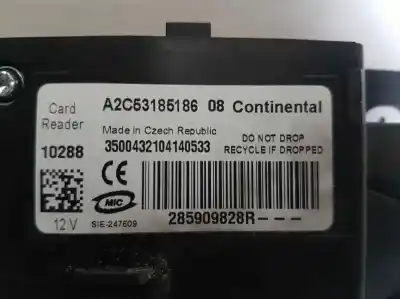 A2C53185186 08 Continental
Card
Reader
Made in Czech Republic
DO NOT DROP
10288
3500432104140533
RECYCLE IF DROPPED
CE
MIC
12 V
SIE-247609
285909828R---